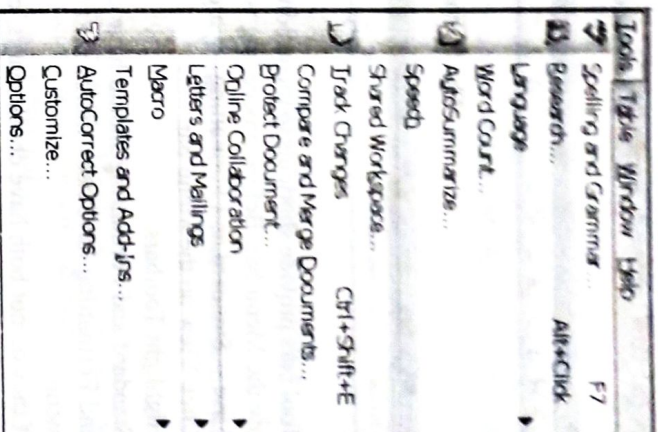 Tools Table Window Help
Spelling and Grammar... F7
Research... Alt+Click
Language
Word Count...
AutoSummarize...
Speech
Shared Workspace...
Track Changes Ctrl+Shift+E
Compare and Merge Documents...
Protect Document...
Online Collaboration
Letters and Mailings
Macro
Templates and Add-Ins...
AutoCorrect Options...
Customize...
Options...